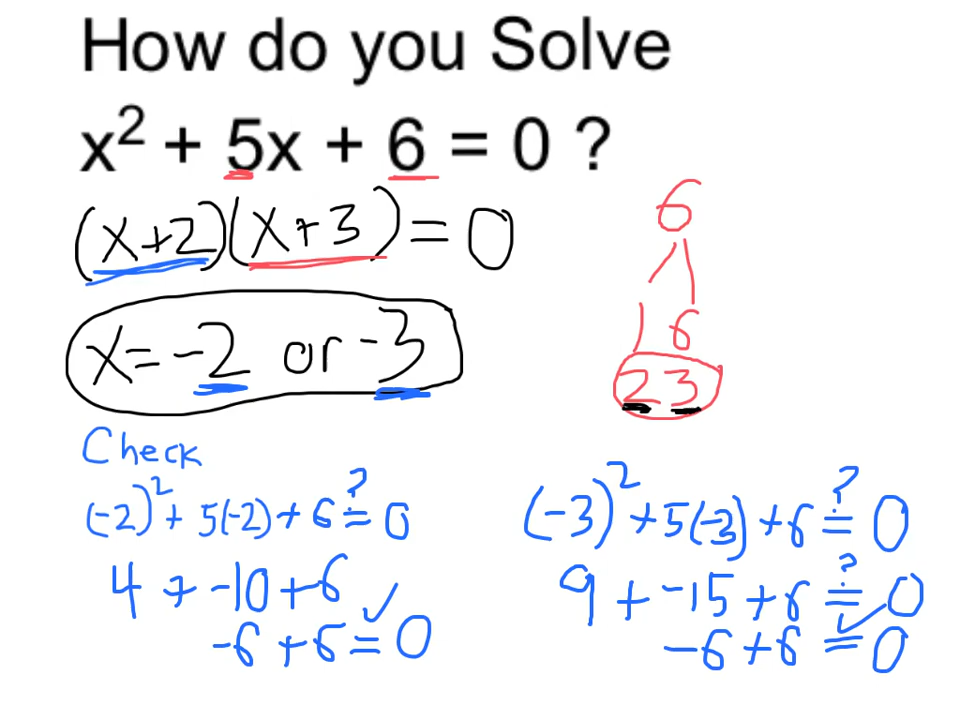 How do you Solve
x² + 5x + 6 = 0 ?
(x+2)(x+3) = 0
x = -2 or -3
6
1 6
2 3
Check
(-2)² + 5(-2) + 6 ≟ 0
4 + -10 + 6
-6 + 6 = 0 ✓
(-3)² + 5(-3) + 6 ≟ 0
9 + -15 + 6 ≟ 0
-6 + 6 = 0 ✓